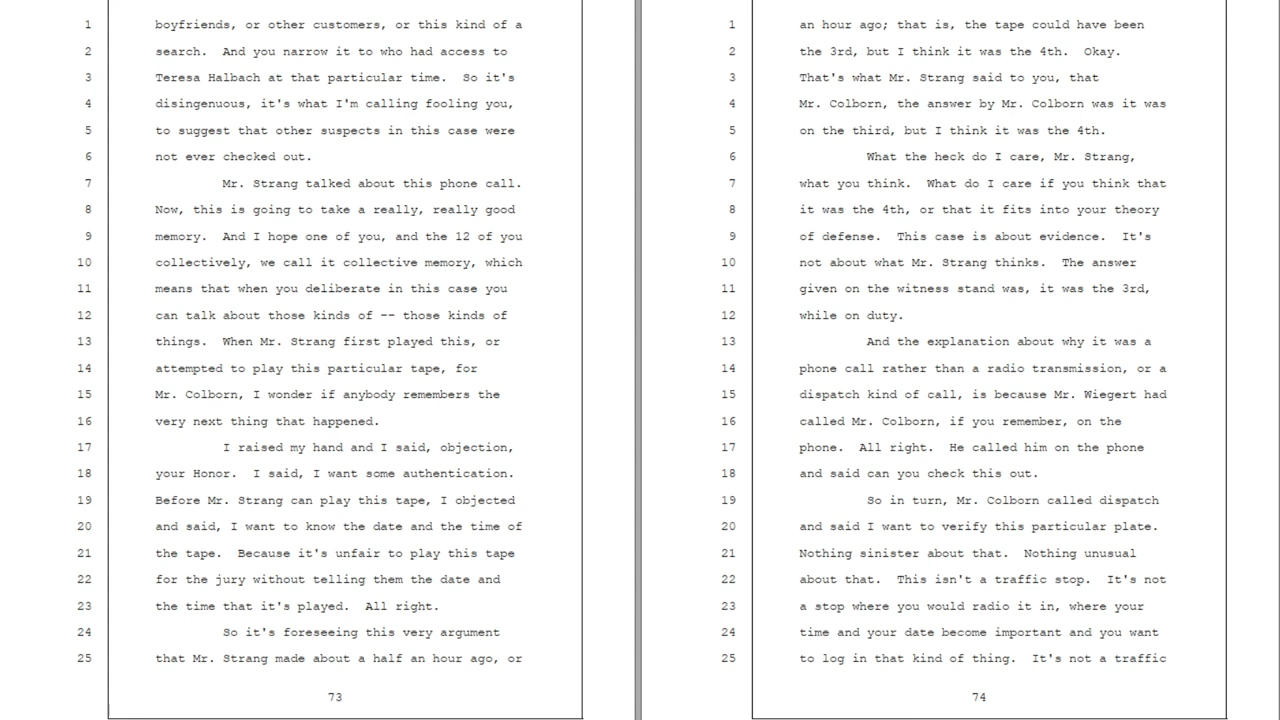 1 boyfriends, or other customers, or this kind of a
2 search.  And you narrow it to who had access to
3 Teresa Halbach at that particular time.  So it's
4 disingenuous, it's what I'm calling fooling you,
5 to suggest that other suspects in this case were
6 not ever checked out.
7 Mr. Strang talked about this phone call.
8 Now, this is going to take a really, really good
9 memory.  And I hope one of you, and the 12 of you
10 collectively, we call it collective memory, which
11 means that when you deliberate in this case you
12 can talk about those kinds of -- those kinds of
13 things.  When Mr. Strang first played this, or
14 attempted to play this particular tape, for
15 Mr. Colborn, I wonder if anybody remembers the
16 very next thing that happened.
17 I raised my hand and I said, objection,
18 your Honor.  I said, I want some authentication.
19 Before Mr. Strang can play this tape, I objected
20 and said, I want to know the date and the time of
21 the tape.  Because it's unfair to play this tape
22 for the jury without telling them the date and
23 the time that it's played.  All right.
24 So it's foreseeing this very argument
25 that Mr. Strang made about a half an hour ago, or
73
1 an hour ago; that is, the tape could have been
2 the 3rd, but I think it was the 4th.  Okay.
3 That's what Mr. Strang said to you, that
4 Mr. Colborn, the answer by Mr. Colborn was it was
5 on the third, but I think it was the 4th.
6 What the heck do I care, Mr. Strang,
7 what you think.  What do I care if you think that
8 it was the 4th, or that it fits into your theory
9 of defense.  This case is about evidence.  It's
10 not about what Mr. Strang thinks.  The answer
11 given on the witness stand was, it was the 3rd,
12 while on duty.
13 And the explanation about why it was a
14 phone call rather than a radio transmission, or a
15 dispatch kind of call, is because Mr. Wiegert had
16 called Mr. Colborn, if you remember, on the
17 phone.  All right.  He called him on the phone
18 and said can you check this out.
19 So in turn, Mr. Colborn called dispatch
20 and said I want to verify this particular plate.
21 Nothing sinister about that.  Nothing unusual
22 about that.  This isn't a traffic stop.  It's not
23 a stop where you would radio it in, where your
24 time and your date become important and you want
25 to log in that kind of thing.  It's not a traffic
74